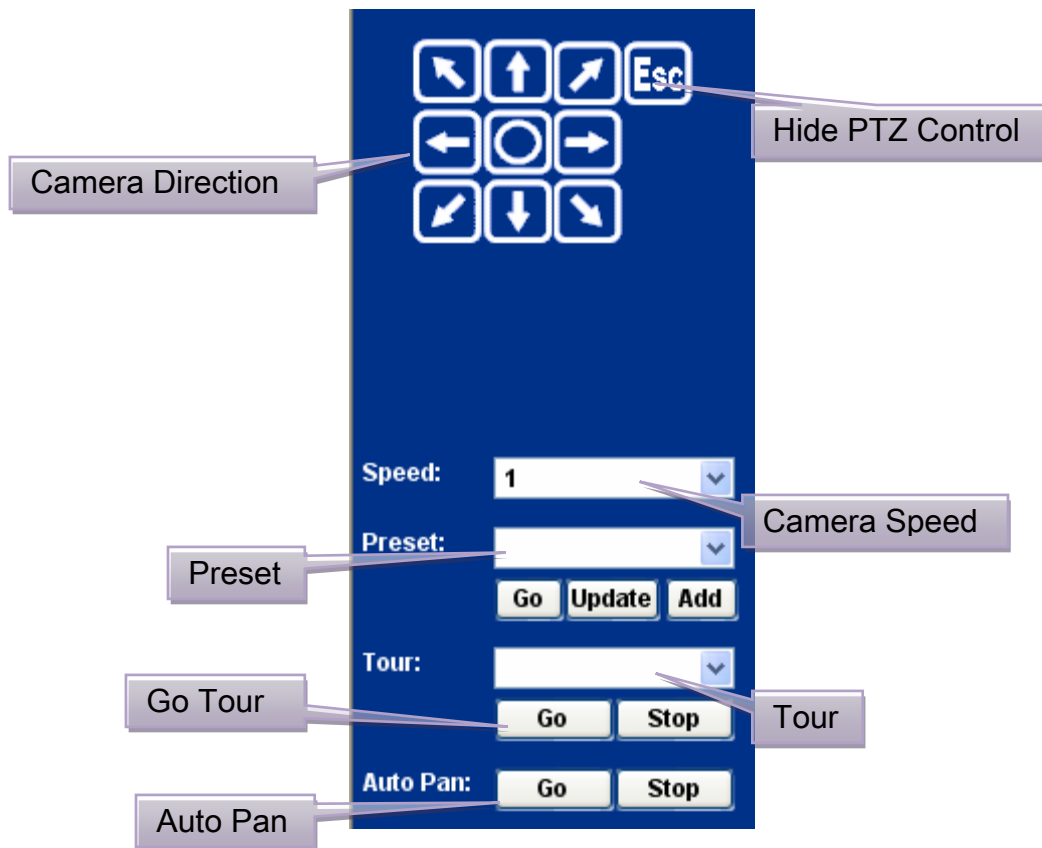 Esc
Hide PTZ Control
Camera Direction
Speed:
1
Camera Speed
Preset:
Preset
Go Update Add
Tour:
Go Tour
Go Stop
Tour
Auto Pan:
Go Stop
Auto Pan